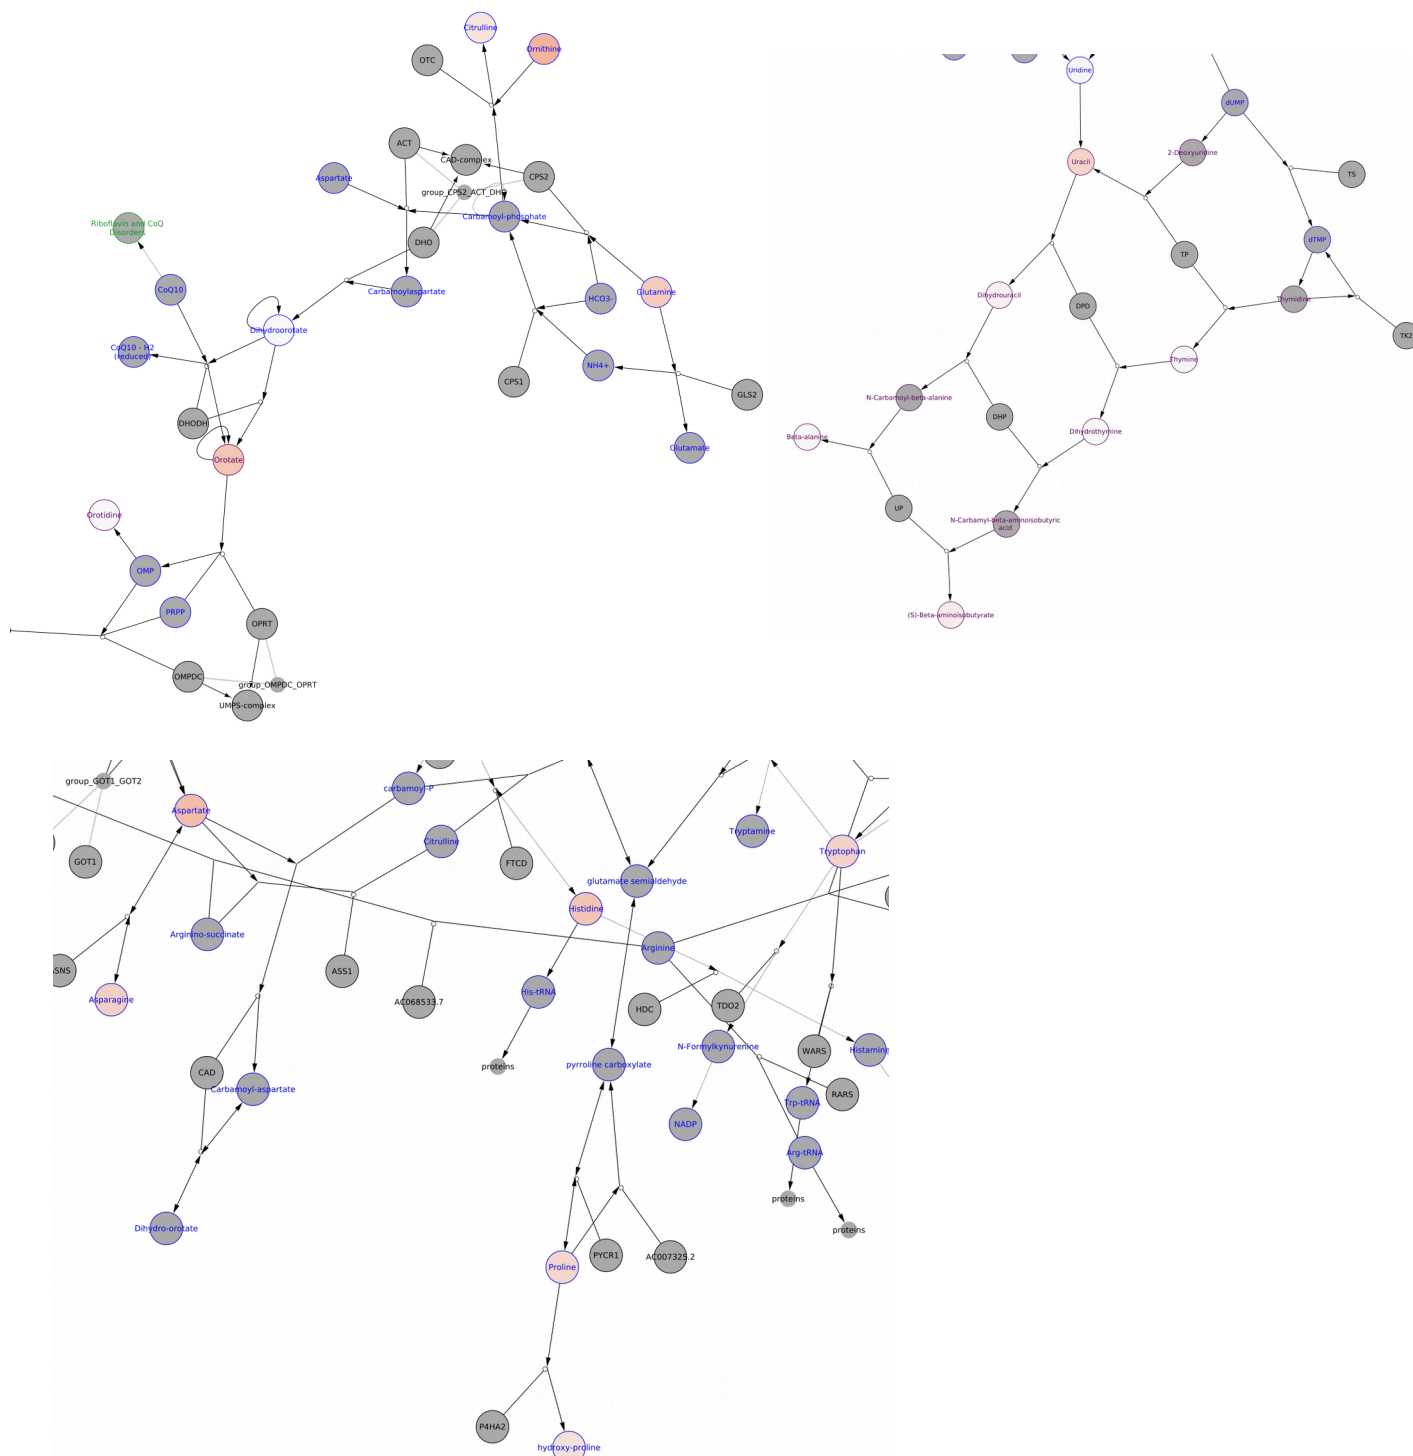 Citrulline
Ornithine
OTC
ACT
CAD-complex
CPS2
Aspartate
group_CPS2_ACT_DHO
Carbamoyl-phosphate
Riboflavin and CoQ
Disorders
DHO
CoQ10
Carbamoylaspartate
HCO3-
Glutamine
Dihydroorotate
CoQ10 - H2
(reduced)
NH4+
CPS1
GLS2
DHODH
Glutamate
Orotate
Orotidine
OMP
PRPP
OPRT
OMPDC
group_OMPDC_OPRT
UMPS-complex
Uridine
dUMP
2-Deoxyuridine
Uracil
TS
dTMP
TP
Dihydrouracil
DPD
Thymidine
TK2
Thymine
N-Carbamoyl-beta-alanine
DHP
Beta-alanine
Dihydrothymine
UP
N-Carbamyl-beta-aminoisobutyric
acid
(S)-Beta-aminoisobutyrate
group_GOT1_GOT2
carbamoyl-P
Aspartate
Tryptamine
Citrulline
Tryptophan
GOT1
FTCD
glutamate semialdehyde
Histidine
Arginino-succinate
Arginine
ASNS
ASS1
Asparagine
His-tRNA
AC068533.7
HDC
TDO2
N-Formylkynurenine
WARS
Histamine
CAD
proteins
pyrroline carboxylate
Carbamoyl-aspartate
RARS
Trp-tRNA
NADP
Arg-tRNA
proteins
Dihydro-orotate
proteins
PYCR1
AC007325.2
Proline
P4HA2
hydroxy-proline